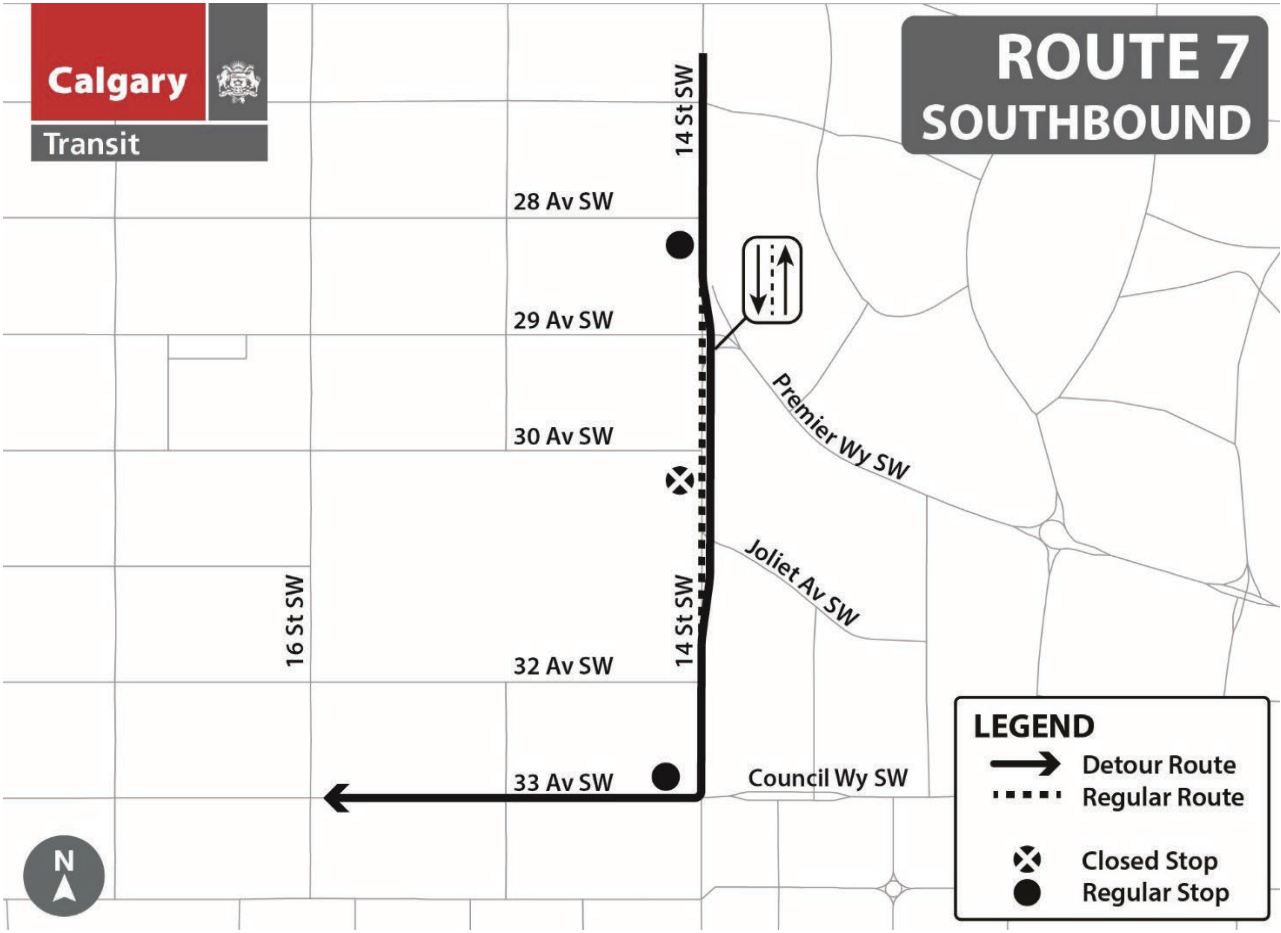 Calgary
Transit
ROUTE 7
SOUTHBOUND
14 St SW
28 Av SW
29 Av SW
Premier Wy SW
30 Av SW
Joliet Av SW
16 St SW
14 St SW
32 Av SW
33 Av SW
Council Wy SW
LEGEND
Detour Route
Regular Route
Closed Stop
Regular Stop
N